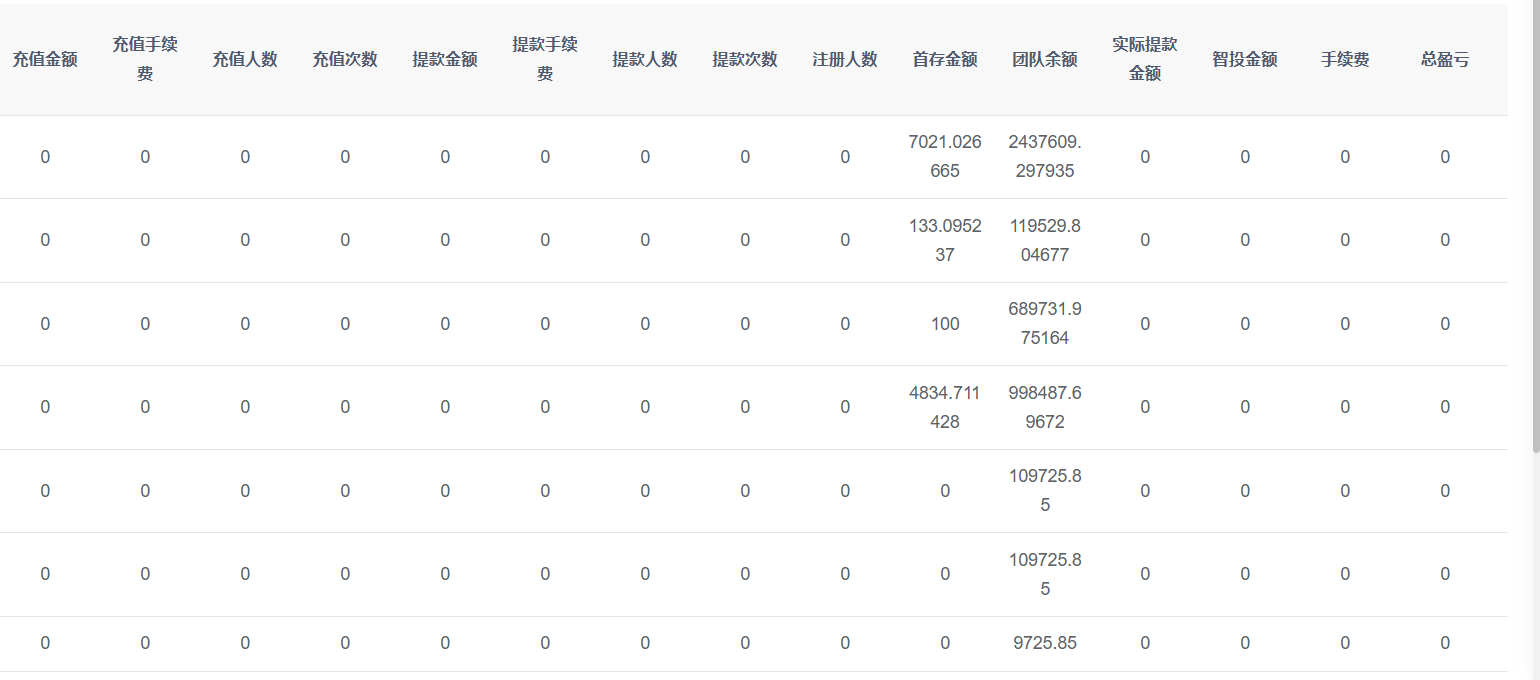 充值金额 充值手续费 充值人数 充值次数 提款金额 提款手续费 提款人数 提款次数 注册人数 首存金额 团队余额 实际提款金额 智投金额 手续费 总盈亏
0 0 0 0 0 0 0 0 0 7021.026665 2437609.297935 0 0 0 0
0 0 0 0 0 0 0 0 0 133.095237 119529.804677 0 0 0 0
0 0 0 0 0 0 0 0 0 100 689731.975164 0 0 0 0
0 0 0 0 0 0 0 0 0 4834.711428 998487.69672 0 0 0 0
0 0 0 0 0 0 0 0 0 0 109725.85 0 0 0 0
0 0 0 0 0 0 0 0 0 0 109725.85 0 0 0 0
0 0 0 0 0 0 0 0 0 0 9725.85 0 0 0 0